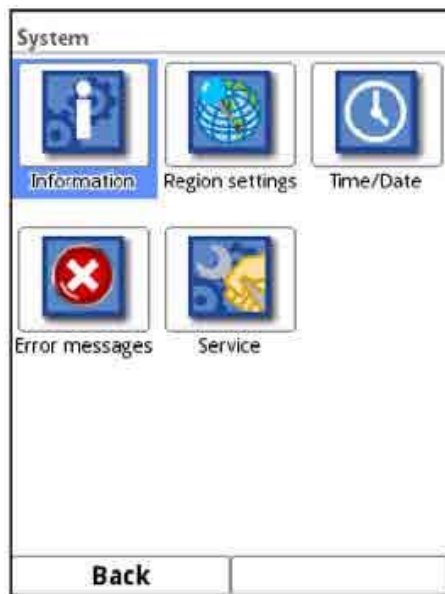 System
Information
Region settings
Time/Date
Error messages
Service
Back